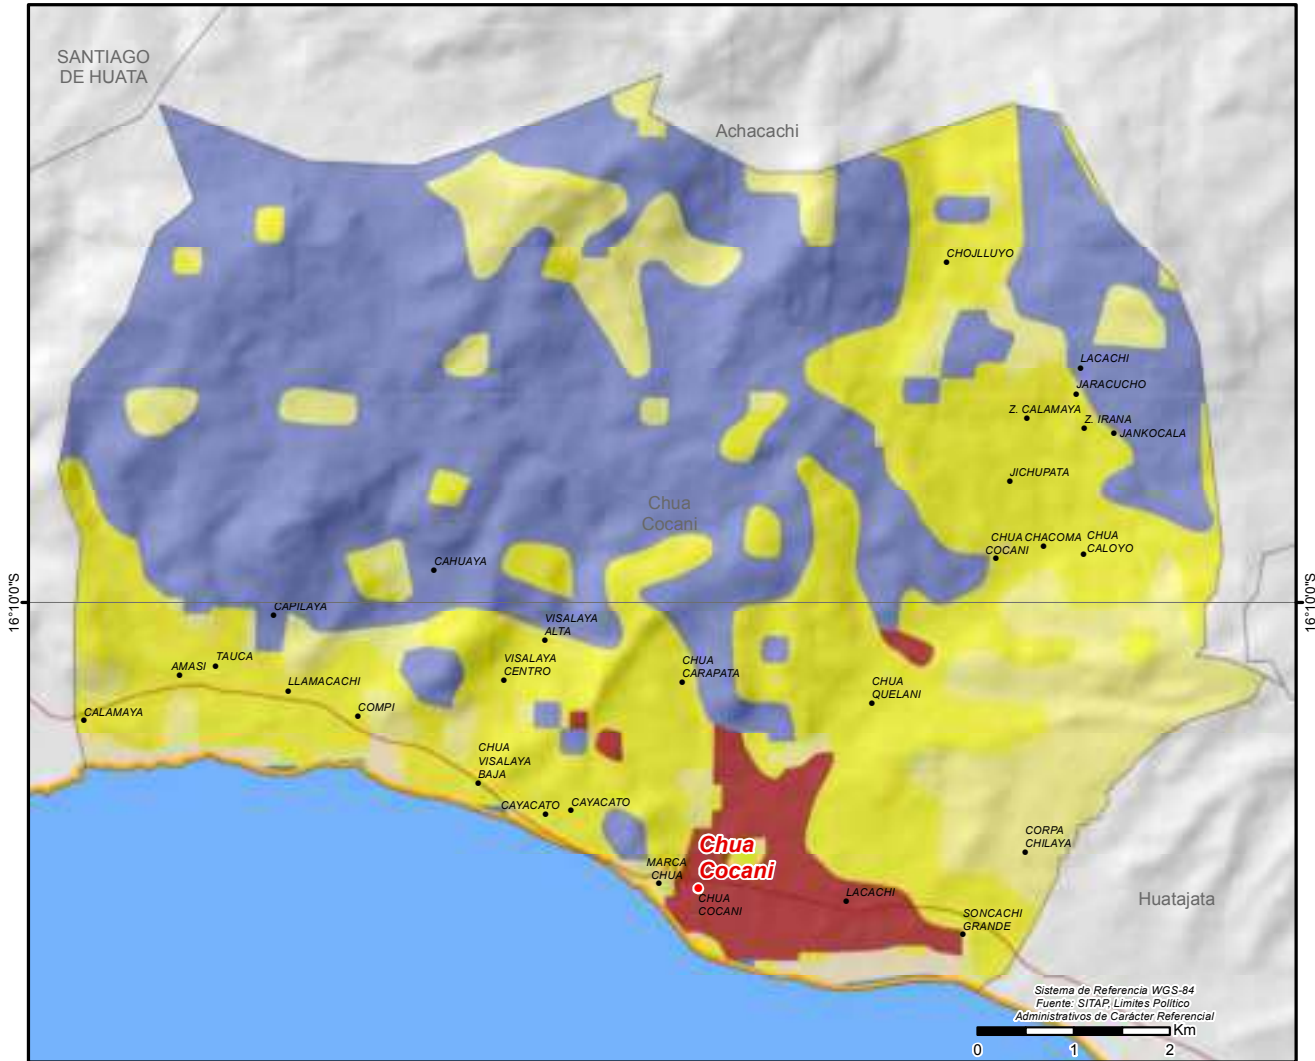 SANTIAGO
DE HUATA
Achacachi
CHOJLLUYO
LACACHI
JARACUCHO
Z. CALAMAYA
Z. IRANA
JANKOCALA
JICHUPATA
Chua
Cocani
CHUA
COCANI
CHACOMA
CHUA
CALOYO
CAHUAYA
16°10'0"S
16°10'0"S
CAPILAYA
VISALAYA
ALTA
TAUCA
AMASI
VISALAYA
CENTRO
CHUA
CARAPATA
LLAMACACHI
CHUA
QUELANI
CALAMAYA
COMPI
CHUA
VISALAYA
BAJA
CAYACATO
CAYACATO
CORPA
CHILAYA
Chua
Cocani
MARCA
CHUA
CHUA
COCANI
LACACHI
Huatajata
SONCACHI
GRANDE
Sistema de Referencia WGS-84
Fuente: SITAP, Limites Político
Administrativos de Carácter Referencial
Km
0 1 2